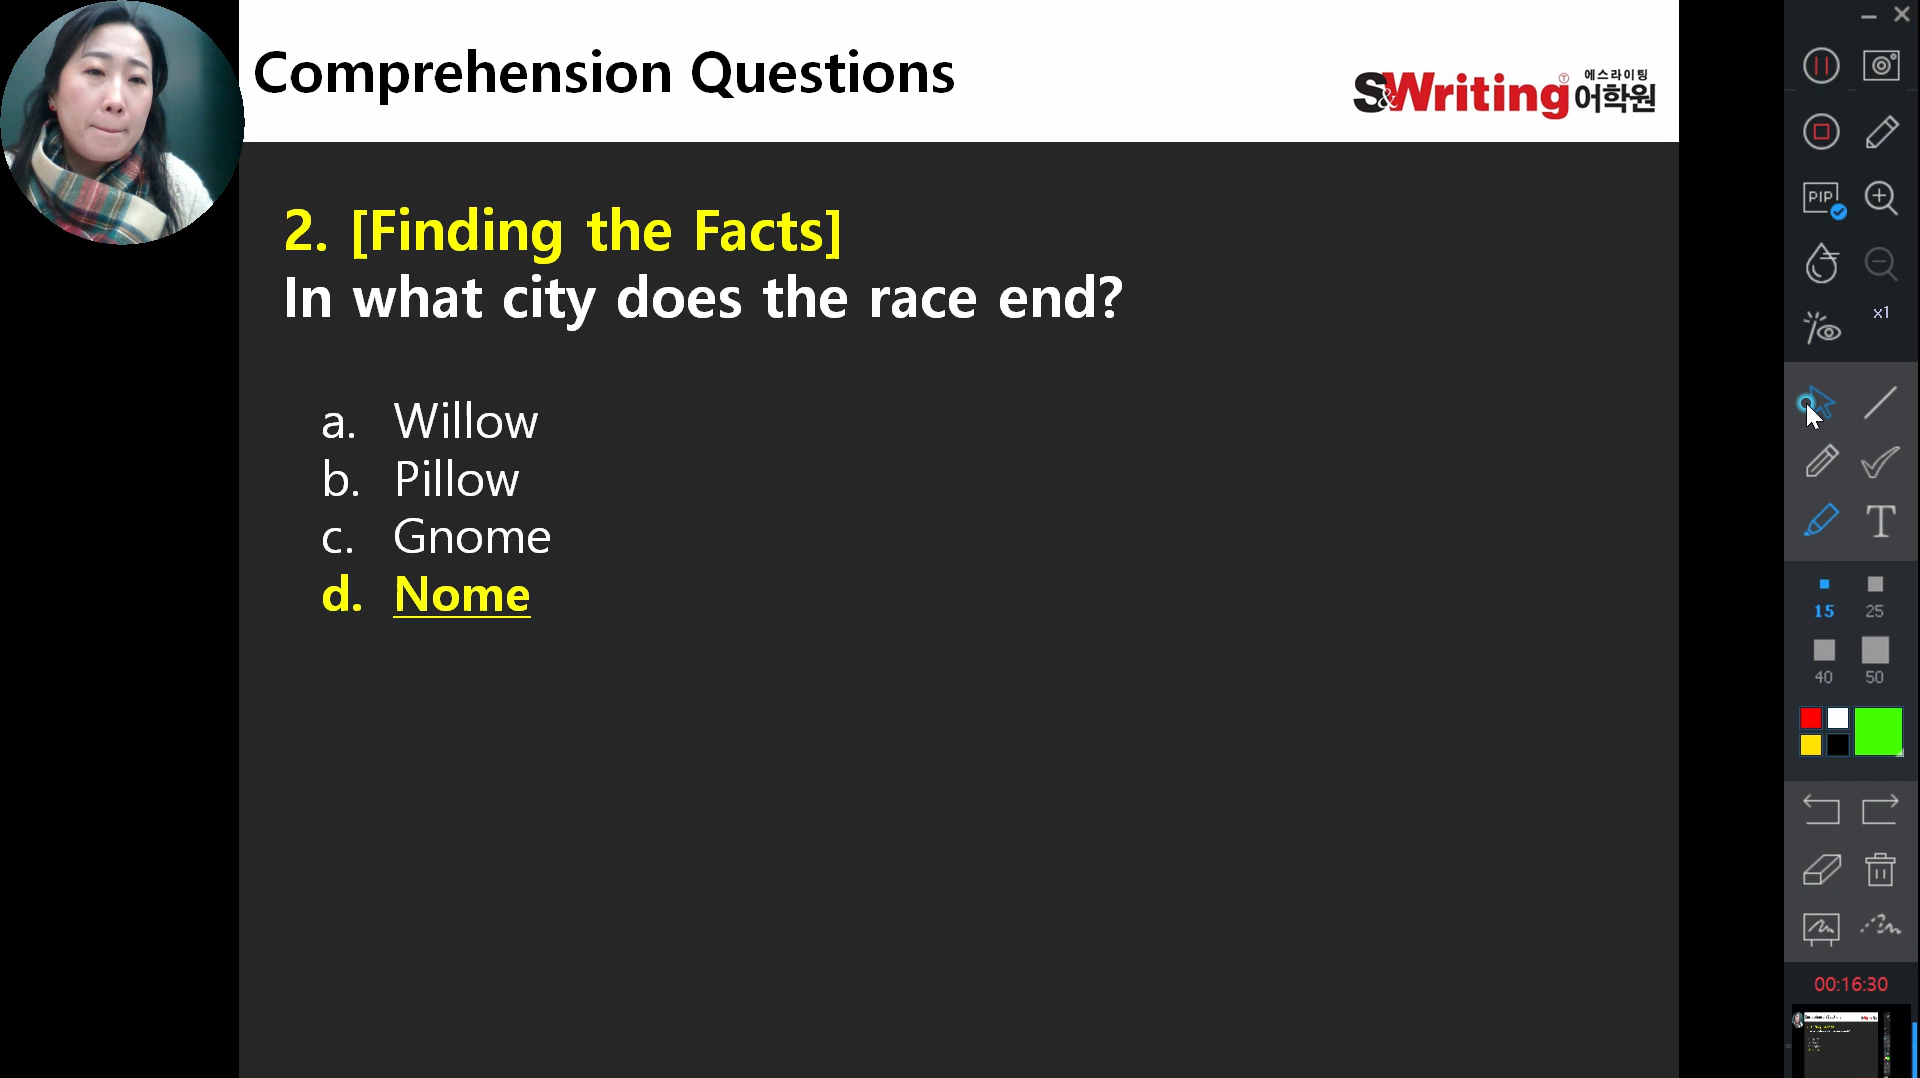 Comprehension Questions
S&Writing 에스라이팅 어학원
2. [Finding the Facts]
In what city does the race end?
a. Willow
b. Pillow
c. Gnome
d. Nome
PIP
x1
T
15 25
40 50
00:16:30